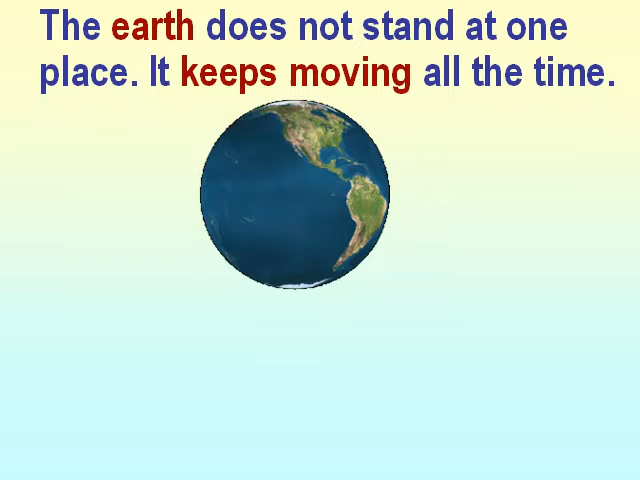 The earth does not stand at one
place. It keeps moving all the time.